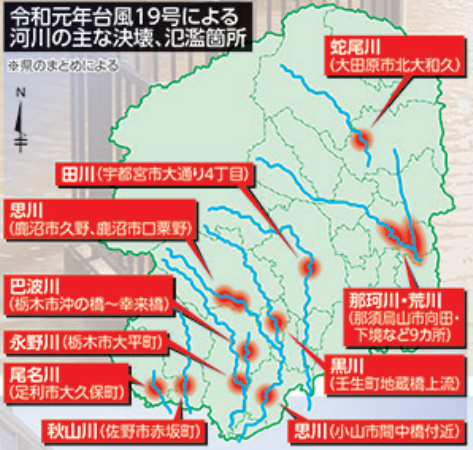 令和元年台風19号による
河川の主な決壊、氾濫箇所
※県のまとめによる
N
蛇尾川
(大田原市北大和久)
田川(宇都宮市大通り4丁目)
思川
(鹿沼市久野、鹿沼市口粟野)
巴波川
(栃木市沖の橋～幸来橋)
永野川(栃木市大平町)
尾名川
(足利市大久保町)
秋山川(佐野市赤坂町)
那珂川・荒川
(那須烏山市向田・
下境など9カ所)
黒川
(壬生町地蔵橋上流)
思川(小山市間中橋付近)